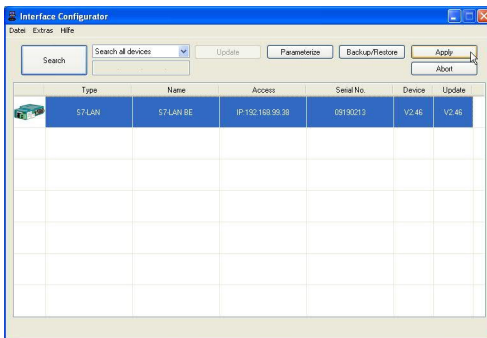 Interface Configurator
Datei Extras Hilfe
Search
Search all devices
Update
Parameterize
Backup/Restore
Apply
Abort
Type Name Access Serial No. Device Update
S7-LAN S7-LAN BE IP:192.168.99.38 09190213 V2.46 V2.46